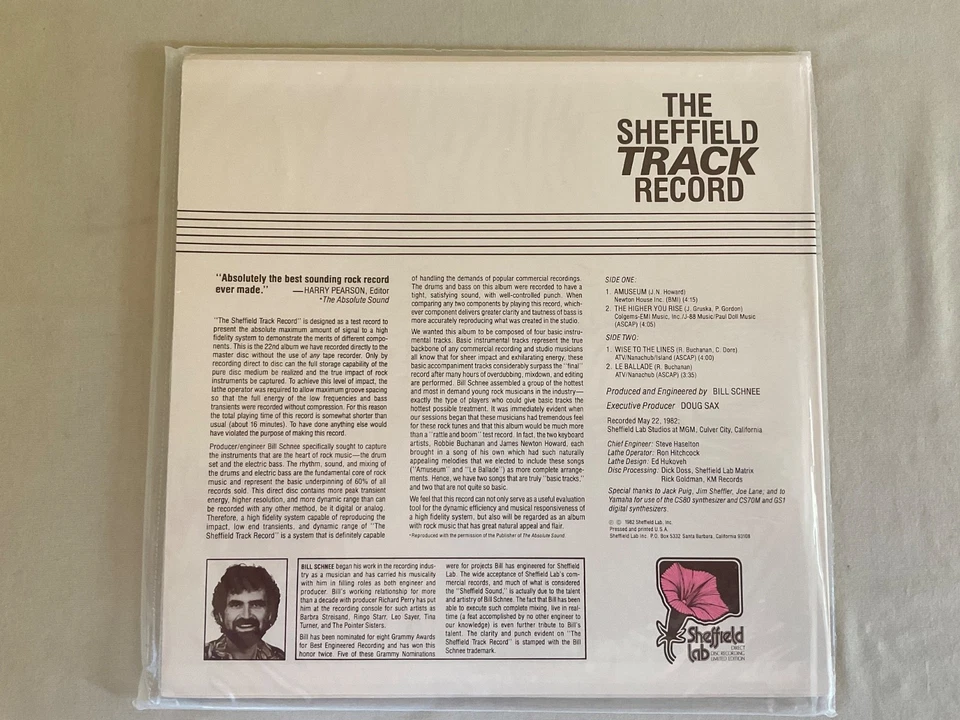 THE
SHEFFIELD
TRACK
RECORD
"Absolutely the best sounding rock record
ever made."
—HARRY PEARSON, Editor
*The Absolute Sound
"The Sheffield Track Record" is designed as a test record to
present the absolute maximum amount of signal to a high
fidelity system to demonstrate the merits of different compo-
nents. This is the 22nd album we have recorded directly to the
master disc without the use of any tape recorder. Only by
recording direct to disc can the full storage capability of the
pure disc medium be realized and the true impact of rock
instruments be captured. To achieve this level of impact, the
lathe operator was required to allow maximum groove spacing
so that the full energy of the low frequencies and bass
transients were recorded without compression. For this reason
the total playing time of this record is somewhat shorter than
usual (about 16 minutes). To have done anything else would
have violated the purpose of making this record.
Producer/engineer Bill Schnee specifically sought to capture
the instruments that are the heart of rock music—the drum
set and the electric bass. The rhythm, sound, and mixing of
the drums and electric bass are the fundamental core of rock
music and represent the basic underpinning of 60% of all
records sold. This direct disc contains more peak transient
energy, higher resolution, and more dynamic range than can
be recorded with any other method, be it digital or analog.
Therefore, a high fidelity system capable of reproducing the
impact, low end transients, and dynamic range of "The
Sheffield Track Record" is a system that is definitely capable
of handling the demands of popular commercial recordings.
The drums and bass on this album were recorded to have a
tight, satisfying sound, with well-controlled punch. When
comparing any two components by playing this record, which-
ever component delivers greater clarity and tautness of bass is
more accurately reproducing what was created in the studio.
We wanted this album to be composed of four basic instru-
mental tracks. Basic instrumental tracks represent the true
backbone of any commercial recording and studio musicians
all know that for sheer impact and exhilarating energy, these
basic accompaniment tracks considerably surpass the "final"
record after many hours of overdubbing, mixdown, and editing
are performed. Bill Schnee assembled a group of the hottest
and most in demand young rock musicians in the industry—
exactly the type of players who could give basic tracks the
hottest possible treatment. It was immediately evident when
our sessions began that these musicians had tremendous feel
for these rock tunes and that this album would be much more
than a "rattle and boom" test record. In fact, the two keyboard
artists, Robbie Buchanan and James Newton Howard, each
brought in a song of his own which had such naturally
appealing melodies that we elected to include these songs
("Amuseum" and "Le Ballade") as more complete arrange-
ments. Hence, we have two songs that are truly "basic tracks,"
and two that are not quite so basic.
We feel that this record can not only serve as a useful evaluation
tool for the dynamic efficiency and musical responsiveness of
a high fidelity system, but also will be regarded as an album
with rock music that has great natural appeal and flair.
*Reproduced with the permission of the Publisher of The Absolute Sound.
SIDE ONE:
1. AMUSEUM (J.N. Howard)
Newton House Inc. (BMI) (4:15)
2. THE HIGHER YOU RISE (J. Gruska, P. Gordon)
Colgems-EMI Music, Inc./J-88 Music/Paul Doll Music
(ASCAP) (4:05)
SIDE TWO:
1. WISE TO THE LINES (R. Buchanan, C. Dore)
ATV/Nanachub/Island (ASCAP) (4:00)
2. LE BALLADE (R. Buchanan)
ATV/Nanachub (ASCAP) (3:35)
Produced and Engineered by BILL SCHNEE
Executive Producer DOUG SAX
Recorded May 22, 1982;
Sheffield Lab Studios at MGM, Culver City, California
Chief Engineer: Steve Haselton
Lathe Operator: Ron Hitchcock
Lathe Design: Ed Hukoveh
Disc Processing: Dick Doss, Sheffield Lab Matrix
Rick Goldman, KM Records
Special thanks to Jack Puig, Jim Sheffler, Joe Lane; and to
Yamaha for use of the CS80 synthesizer and CS70M and GS1
digital synthesizers.
℗ © 1982 Sheffield Lab, Inc.
Pressed and printed U.S.A.
Sheffield Lab Inc. P.O. Box 5332 Santa Barbara, California 93108
BILL SCHNEE began his work in the recording indus-
try as a musician and has carried his musicality
with him in filling roles as both engineer and
producer. Bill's working relationship for more
than a decade with producer Richard Perry has put
him at the recording console for such artists as
Barbra Streisand, Ringo Starr, Leo Sayer, Tina
Turner, and The Pointer Sisters.
Bill has been nominated for eight Grammy Awards
for Best Engineered Recording and has won this
honor twice. Five of these Grammy Nominations
were for projects Bill has engineered for Sheffield
Lab. The wide acceptance of Sheffield Lab's com-
mercial records, and much of what is considered
the "Sheffield Sound," is actually due to the talent
and artistry of Bill Schnee. The fact that Bill has been
able to execute such complete mixing, live in real-
time (a feat accomplished by no other engineer to
our knowledge) is even further tribute to Bill's
talent. The clarity and punch evident on "The
Sheffield Track Record" is stamped with the Bill
Schnee trademark.
Sheffield
lab
DIRECT
DISC RECORDING
LIMITED EDITION